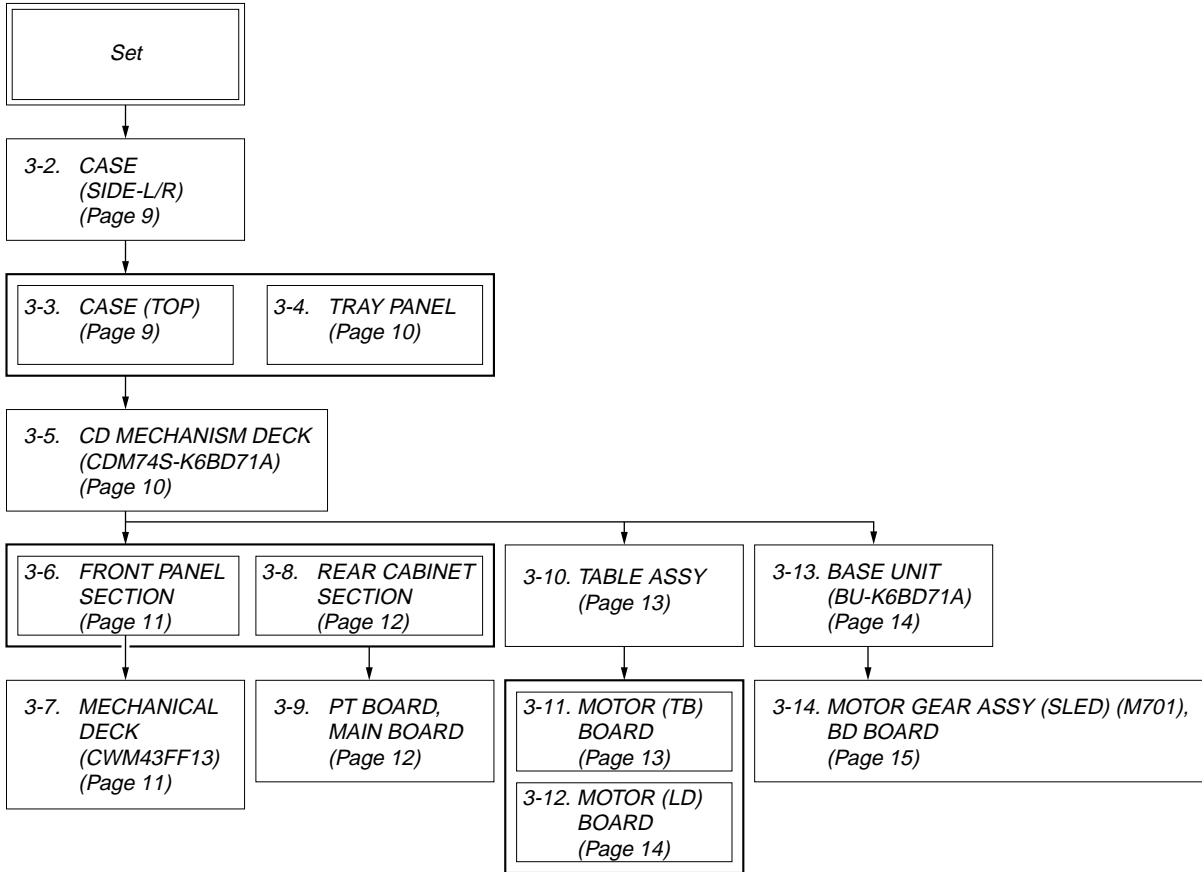 Set
3-2. CASE
(SIDE-L/R)
(Page 9)
3-3. CASE (TOP)
(Page 9)
3-4. TRAY PANEL
(Page 10)
3-5. CD MECHANISM DECK
(CDM74S-K6BD71A)
(Page 10)
3-6. FRONT PANEL
SECTION
(Page 11)
3-8. REAR CABINET
SECTION
(Page 12)
3-10. TABLE ASSY
(Page 13)
3-13. BASE UNIT
(BU-K6BD71A)
(Page 14)
3-7. MECHANICAL
DECK
(CWM43FF13)
(Page 11)
3-9. PT BOARD,
MAIN BOARD
(Page 12)
3-11. MOTOR (TB)
BOARD
(Page 13)
3-12. MOTOR (LD)
BOARD
(Page 14)
3-14. MOTOR GEAR ASSY (SLED) (M701),
BD BOARD
(Page 15)